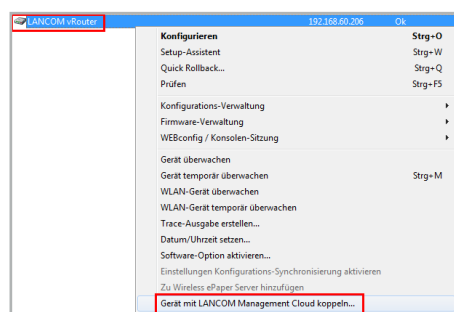 LANCOM vRouter 192.168.60.206 Ok
Konfigurieren Strg+O
Setup-Assistent Strg+W
Quick Rollback... Strg+Q
Prüfen Strg+F5
Konfigurations-Verwaltung
Firmware-Verwaltung
WEBconfig / Konsolen-Sitzung
Gerät überwachen
Gerät temporär überwachen Strg+M
WLAN-Gerät überwachen
WLAN-Gerät temporär überwachen
Trace-Ausgabe erstellen...
Datum/Uhrzeit setzen...
Software-Option aktivieren...
Einstellungen Konfigurations-Synchronisierung aktivieren
Zu Wireless ePaper Server hinzufügen
Gerät mit LANCOM Management Cloud koppeln...